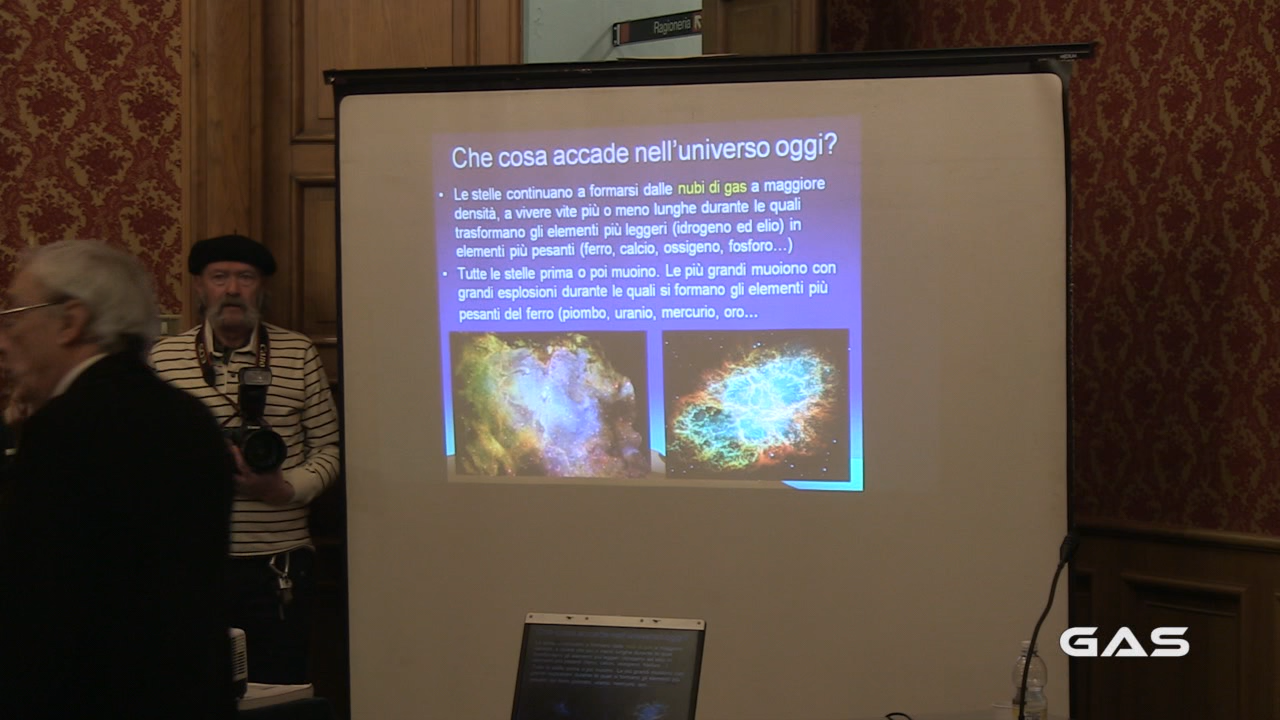 Ragioneria
Che cosa accade nell'universo oggi?
• Le stelle continuano a formarsi dalle nubi di gas a maggiore
densità, a vivere vite più o meno lunghe durante le quali
trasformano gli elementi più leggeri (idrogeno ed elio) in
elementi più pesanti (ferro, calcio, ossigeno, fosforo...)
• Tutte le stelle prima o poi muoino. Le più grandi muoiono con
grandi esplosioni durante le quali si formano gli elementi più
pesanti del ferro (piombo, uranio, mercurio, oro...
GAS